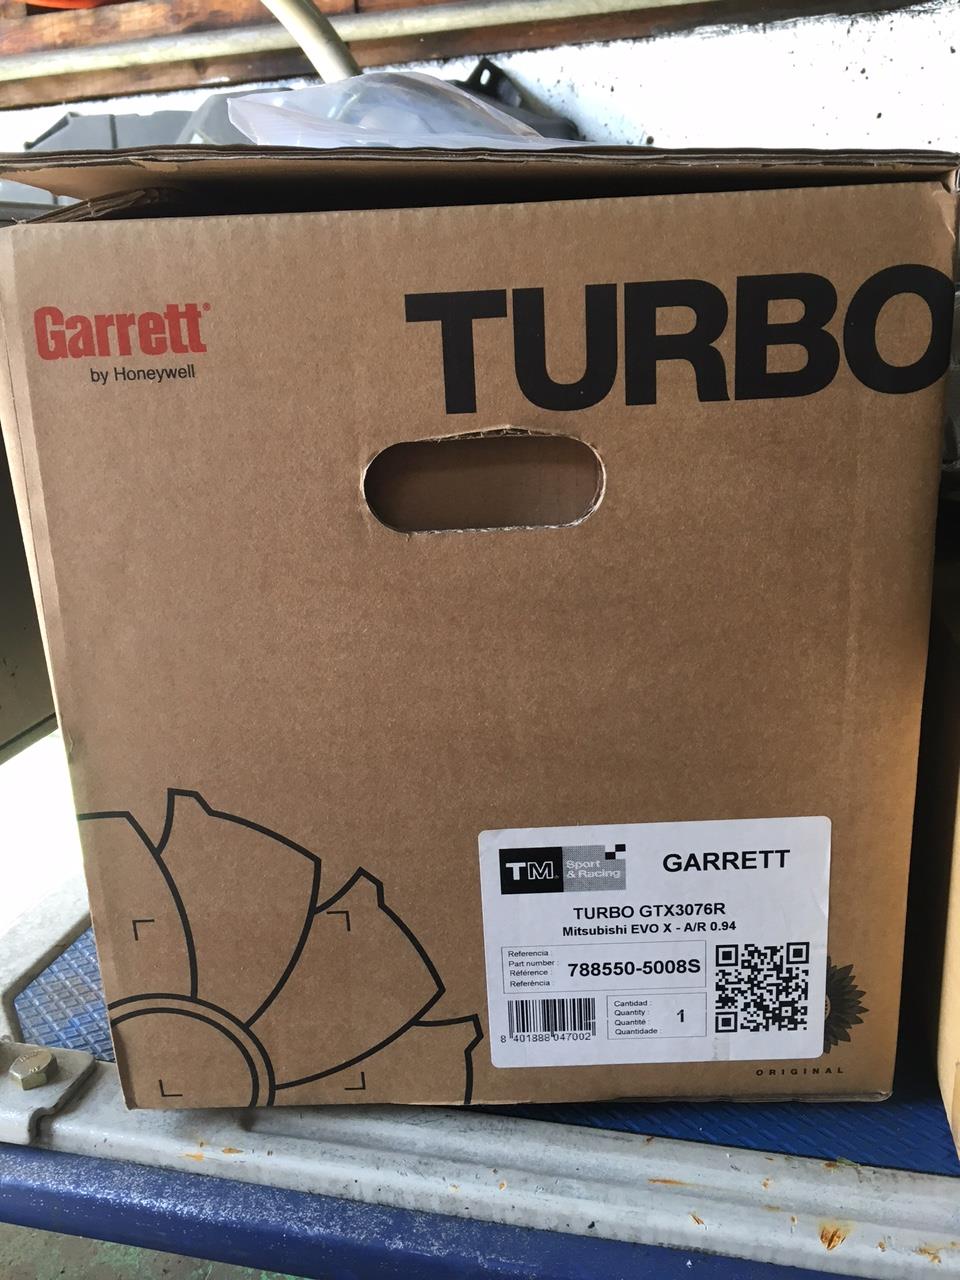 Garrett®
by Honeywell
TURBO
TM Sport & Racing
GARRETT
TURBO GTX3076R
Mitsubishi EVO X - A/R 0.94
Referencia :
Part number :
Référence :
Referência :
788550-5008S
8 401888 047002
Cantidad :
Quantity :
Quantité :
Quantidade :
1
ORIGINAL